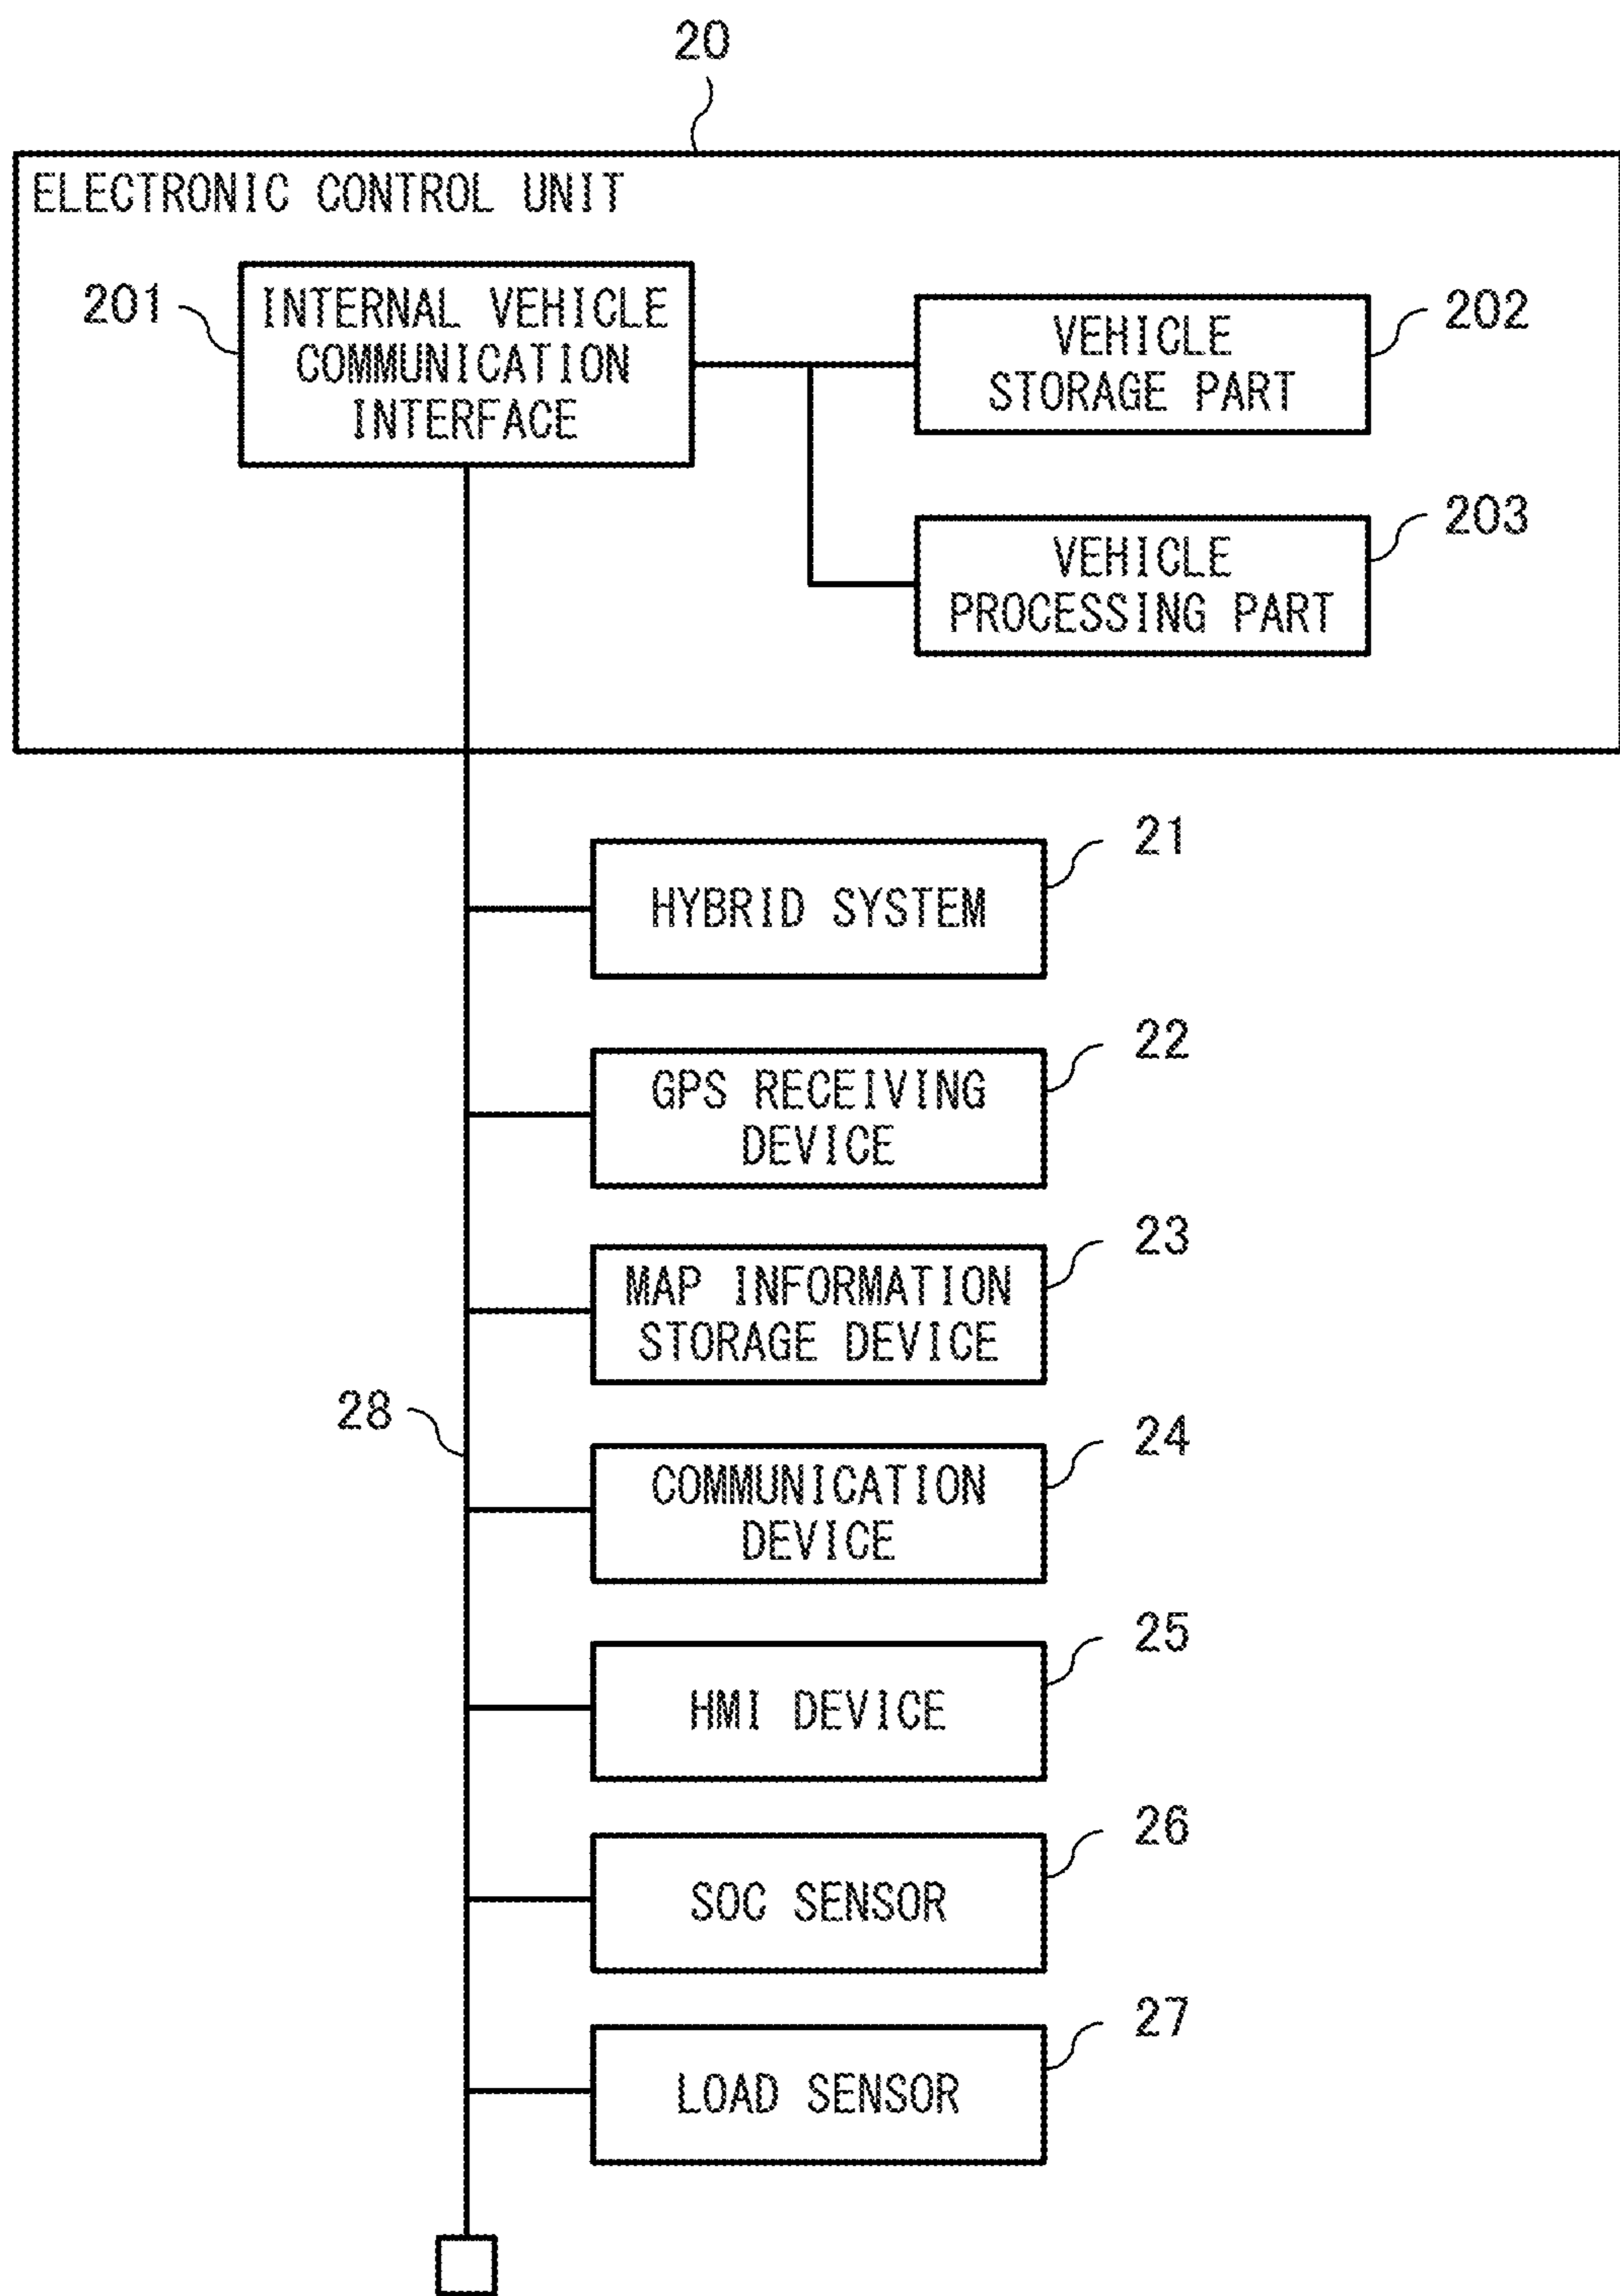 20
ELECTRONIC CONTROL UNIT
201
INTERNAL VEHICLE
COMMUNICATION
INTERFACE
VEHICLE
STORAGE PART
202
VEHICLE
PROCESSING PART
203
HYBRID SYSTEM
21
GPS RECEIVING
DEVICE
22
MAP INFORMATION
STORAGE DEVICE
23
28
COMMUNICATION
DEVICE
24
HMI DEVICE
25
SOC SENSOR
26
LOAD SENSOR
27